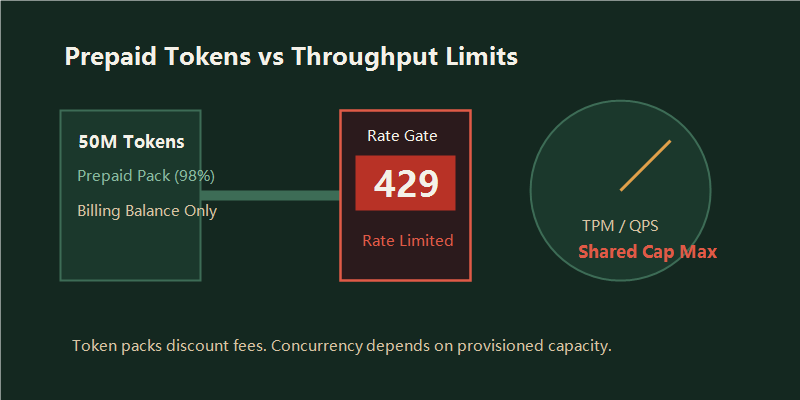 Prepaid Tokens vs Throughput Limits
50M Tokens
Prepaid Pack (98%)
Billing Balance Only
Rate Gate
429
Rate Limited
TPM / QPS
Shared Cap Max
Token packs discount fees. Concurrency depends on provisioned capacity.